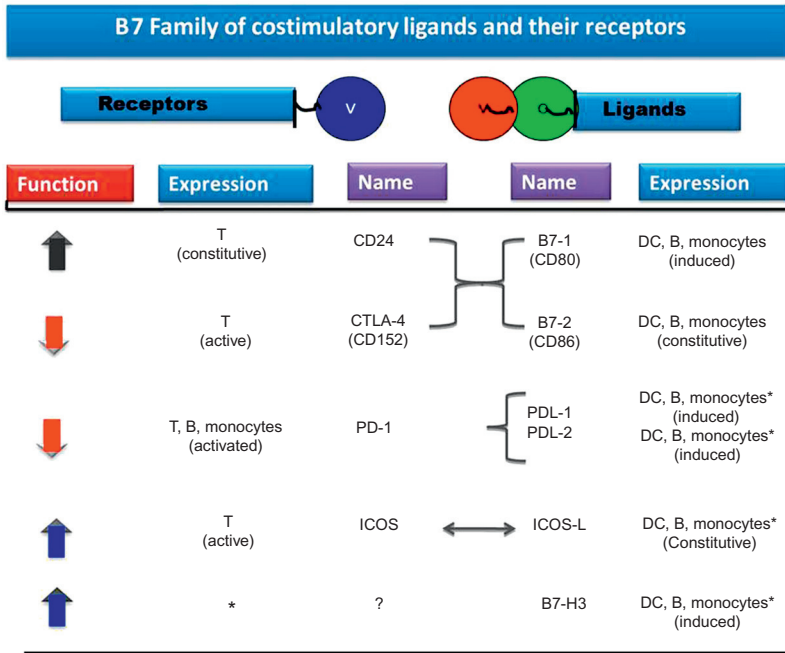 B7 Family of costimulatory ligands and their receptors
Receptors
V
Ligands
Function
Expression
Name
Name
Expression
T
(constitutive)
CD24
B7-1
(CD80)
DC, B, monocytes
(induced)
T
(active)
CTLA-4
(CD152)
B7-2
(CD86)
DC, B, monocytes
(constitutive)
T, B, monocytes
(activated)
PD-1
PDL-1
PDL-2
DC, B, monocytes*
(induced)
DC, B, monocytes*
(induced)
T
(active)
ICOS
ICOS-L
DC, B, monocytes*
(Constitutive)
*
?
B7-H3
DC, B, monocytes*
(induced)